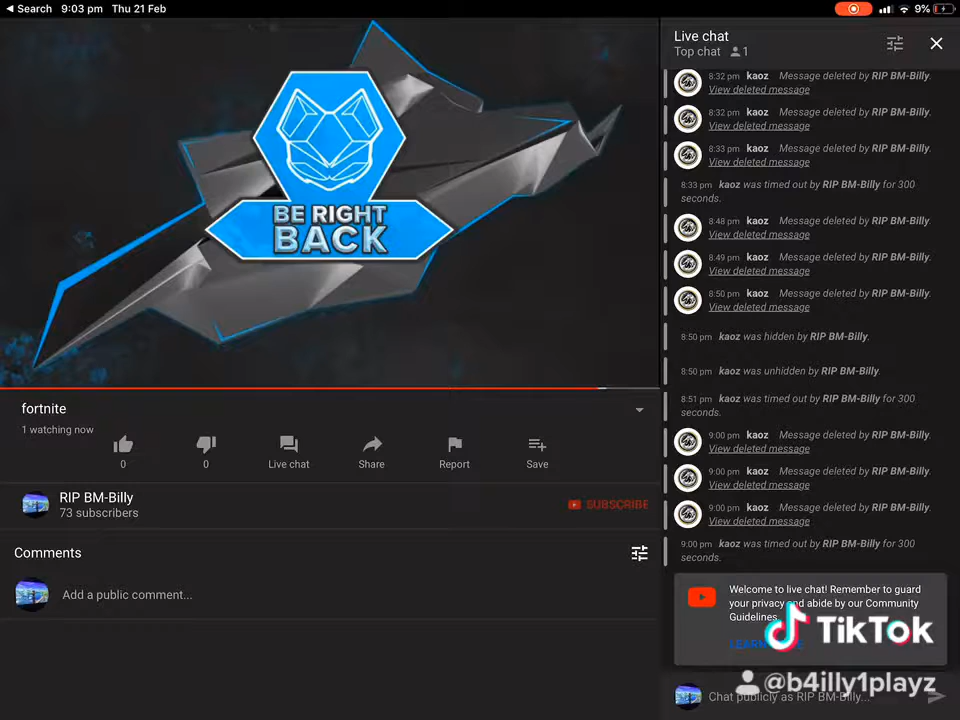 Search 9:03 pm Thu 21 Feb
9%
BE RIGHT
BACK
fortnite
1 watching now
0
0
Live chat
Share
Report
Save
RIP BM-Billy
73 subscribers
SUBSCRIBE
Comments
Add a public comment...
Live chat
Top chat 1
8:32 pm kaoz Message deleted by RIP BM-Billy.
View deleted message
8:32 pm kaoz Message deleted by RIP BM-Billy.
View deleted message
8:33 pm kaoz Message deleted by RIP BM-Billy.
View deleted message
8:33 pm kaoz was timed out by RIP BM-Billy for 300
seconds.
8:48 pm kaoz Message deleted by RIP BM-Billy.
View deleted message
8:49 pm kaoz Message deleted by RIP BM-Billy.
View deleted message
8:50 pm kaoz Message deleted by RIP BM-Billy.
View deleted message
8:50 pm kaoz was hidden by RIP BM-Billy.
8:50 pm kaoz was unhidden by RIP BM-Billy.
8:51 pm kaoz was timed out by RIP BM-Billy for 300
seconds.
9:00 pm kaoz Message deleted by RIP BM-Billy.
View deleted message
9:00 pm kaoz Message deleted by RIP BM-Billy.
View deleted message
9:00 pm kaoz Message deleted by RIP BM-Billy.
View deleted message
9:00 pm kaoz was timed out by RIP BM-Billy for 300
seconds.
Welcome to live chat! Remember to guard
your privacy and abide by our Community
Guidelines.
TikTok
@b4illy1playz
Chat publicly as RIP BM-Billy...